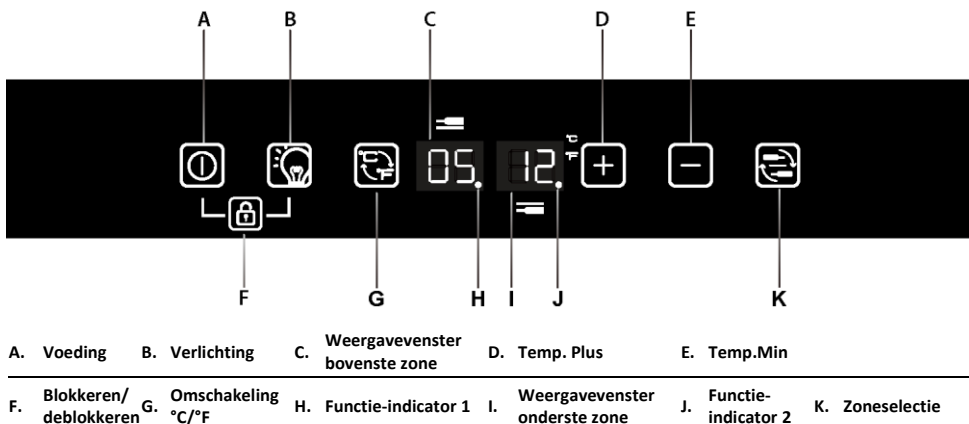 A B C D E
°C °F 05. 12. °C °F + −
F G H I J K
A. Voeding B. Verlichting C. Weergavevenster bovenste zone D. Temp. Plus E. Temp.Min
F. Blokkeren/ deblokkeren G. Omschakeling °C/°F H. Functie-indicator 1 I. Weergavevenster onderste zone J. Functie-indicator 2 K. Zoneselectie